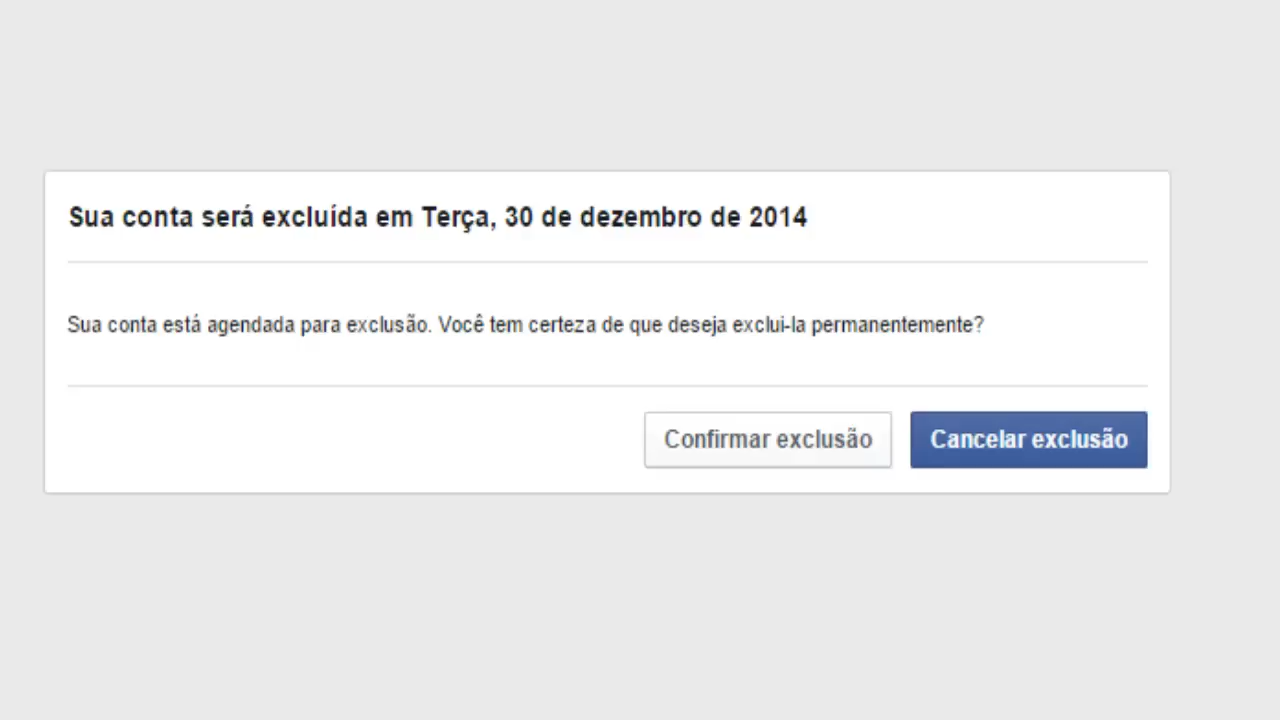 Sua conta será excluída em Terça, 30 de dezembro de 2014
Sua conta está agendada para exclusão. Você tem certeza de que deseja exclui-la permanentemente?
Confirmar exclusão
Cancelar exclusão